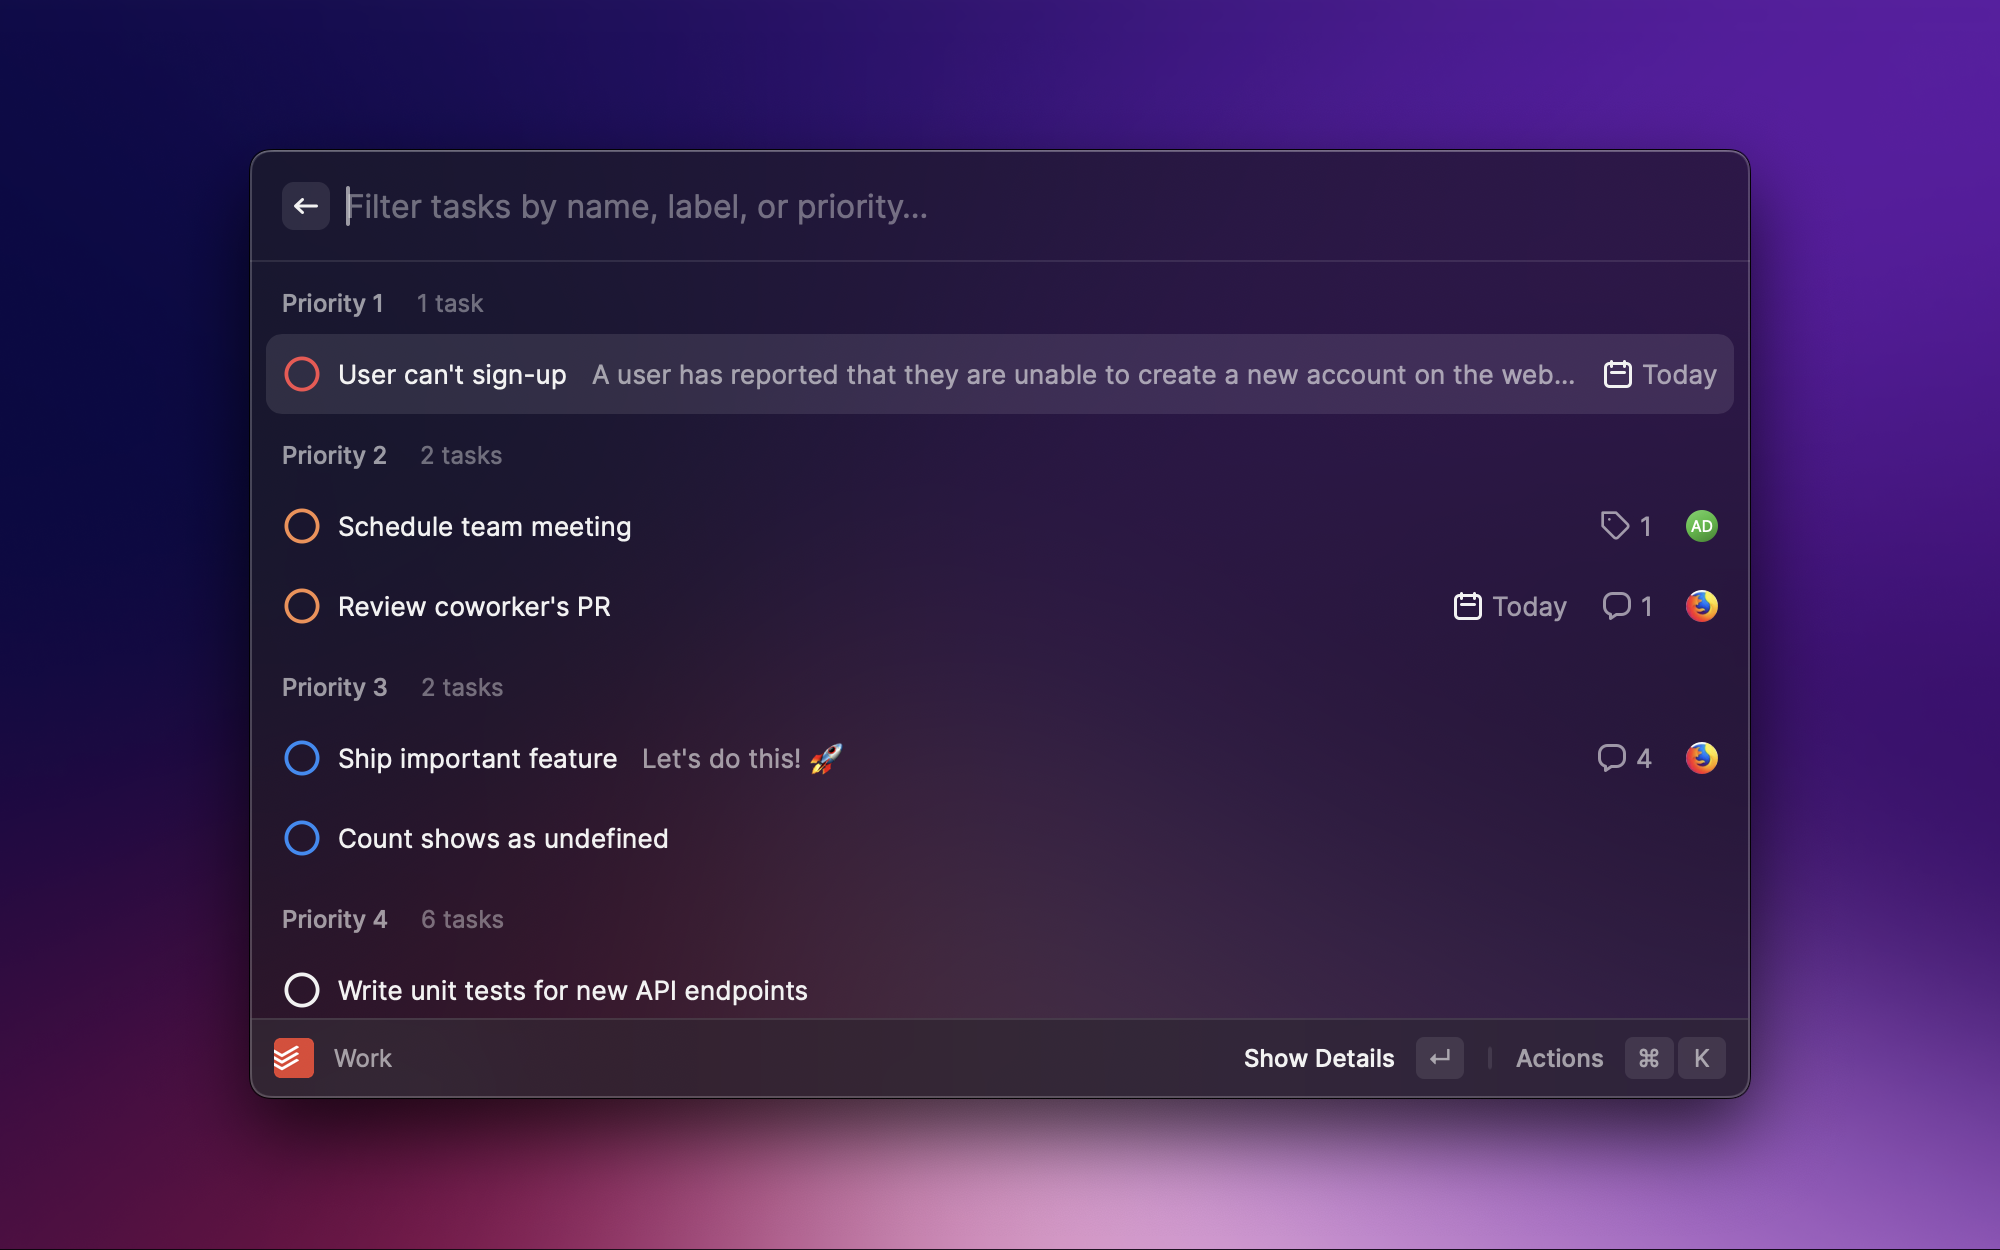 Filter tasks by name, label, or priority...
Priority 1 1 task
User can't sign-up A user has reported that they are unable to create a new account on the web... Today
Priority 2 2 tasks
Schedule team meeting 1 AD
Review coworker's PR Today 1
Priority 3 2 tasks
Ship important feature Let's do this! 🚀 4
Count shows as undefined
Priority 4 6 tasks
Write unit tests for new API endpoints
Work Show Details ↵ Actions ⌘ K